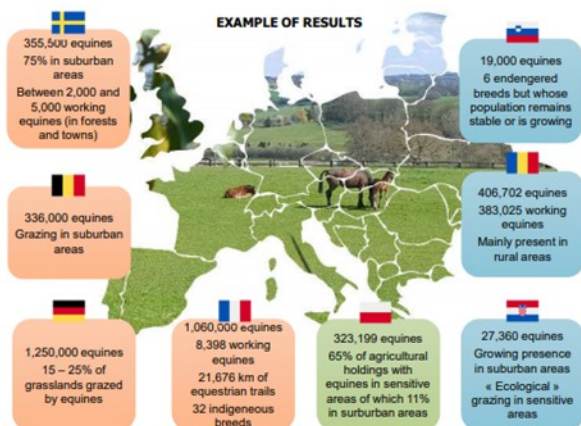 EXAMPLE OF RESULTS
355,500 equines
75% in suburban
areas
Between 2,000 and
5,000 working
equines (in forests
and towns)
19,000 equines
6 endangered
breeds but whose
population remains
stable or is growing
336,000 equines
Grazing in suburban
areas
406,702 equines
383,025 working
equines
Mainly present in
rural areas
1,250,000 equines
15 – 25% of
grasslands grazed
by equines
1,060,000 equines
8,398 working
equines
21,676 km of
equestrian trails
32 indigeneous
breeds
323,199 equines
65% of agricultural
holdings with
equines in sensitive
areas of which 11%
in suburban areas
27,360 equines
Growing presence
in suburban areas
« Ecological »
grazing in sensitive
areas